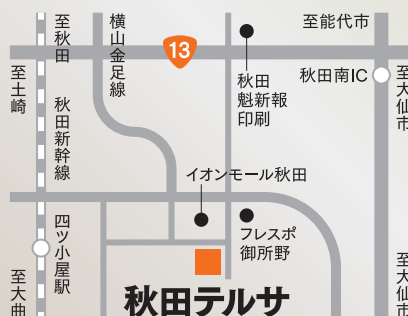 至秋田
横山金足線
至能代市
13
秋田
魁新報
印刷
秋田南IC
至土崎
至大仙市
秋田新幹線
イオンモール秋田
四ツ小屋駅
フレスポ
御所野
至大曲
至大仙市
秋田テルサ